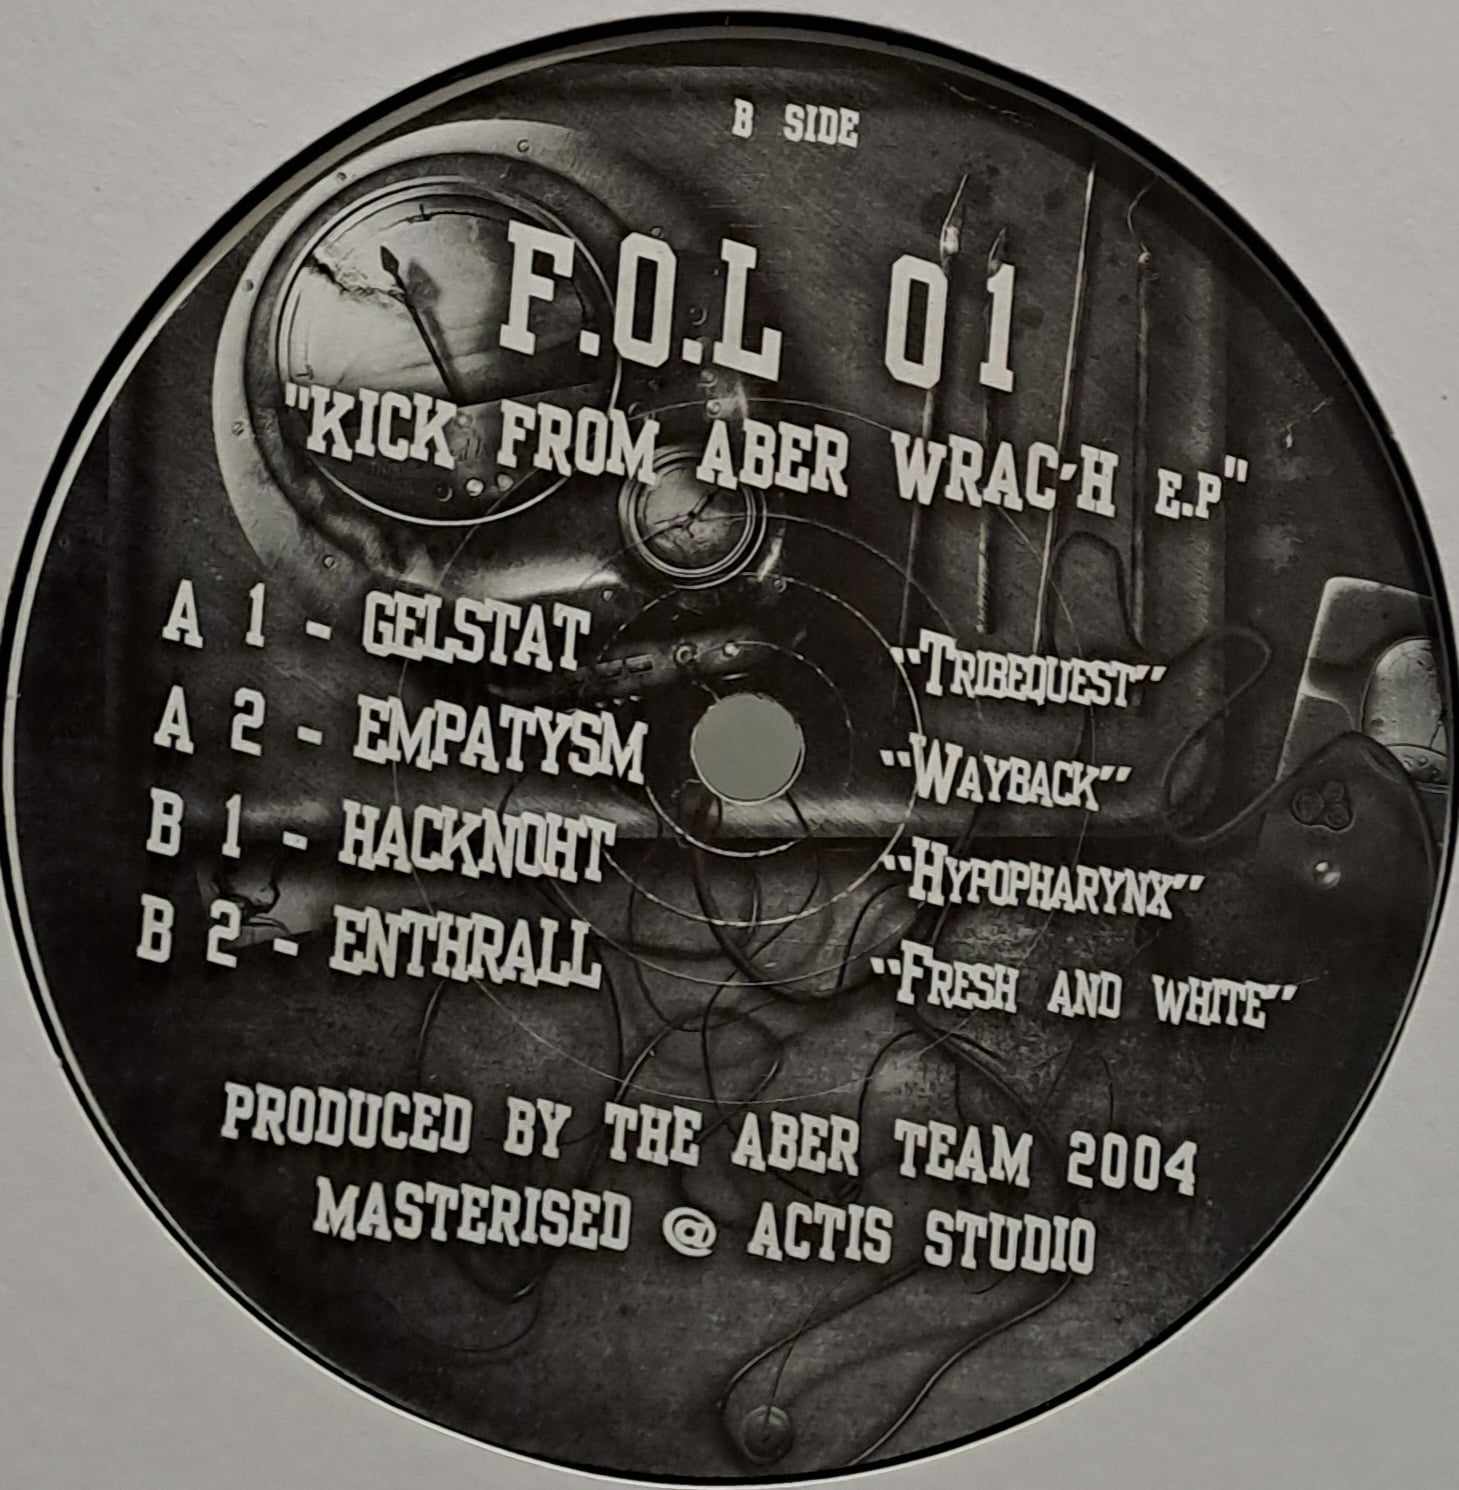 B SIDE
F.O.L 01
"KICK FROM ABER WRAC'H E.P"
A 1 - GELSTAT "TRIBEQUEST"
A 2 - EMPATYSM "WAYBACK"
B 1 - HACKNOHT "HYPOPHARYNX"
B 2 - ENTHRALL "FRESH AND WHITE"
PRODUCED BY THE ABER TEAM 2004
MASTERISED @ ACTIS STUDIO